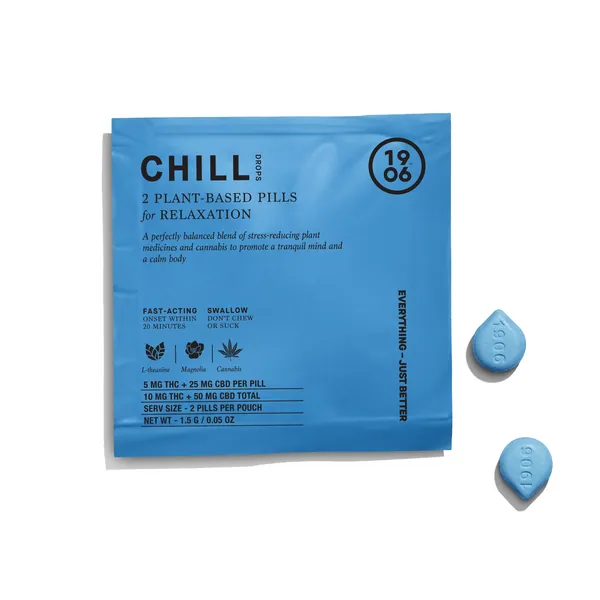 CHILL
DROPS
19
06
2 PLANT-BASED PILLS
for RELAXATION
A perfectly balanced blend of stress-reducing plant
medicines and cannabis to promote a tranquil mind and
a calm body
FAST-ACTING
ONSET WITHIN
20 MINUTES
SWALLOW
DON'T CHEW
OR SUCK
L-theanine
Magnolia
Cannabis
5 MG THC + 25 MG CBD PER PILL
10 MG THC + 50 MG CBD TOTAL
SERV SIZE - 2 PILLS PER POUCH
NET WT - 1.5 G / 0.05 OZ
EVERYTHING – JUST BETTER
1906
1906